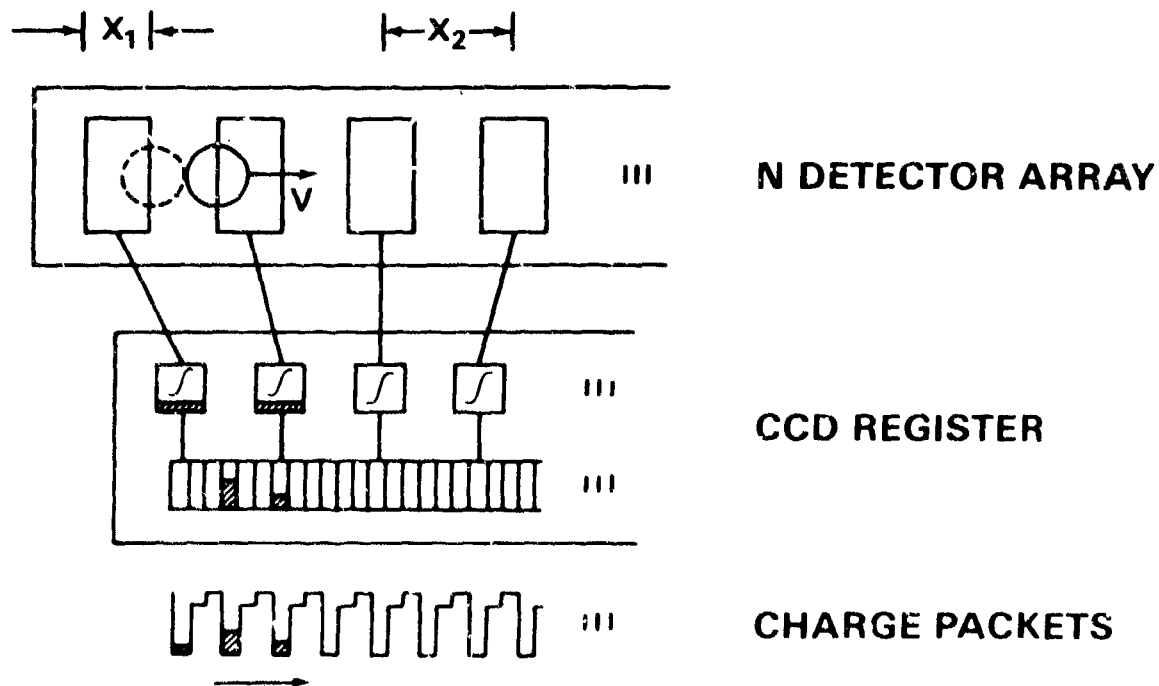 X₁ X₂
V
N DETECTOR ARRAY
∫ ∫ ∫ ∫
CCD REGISTER
CHARGE PACKETS